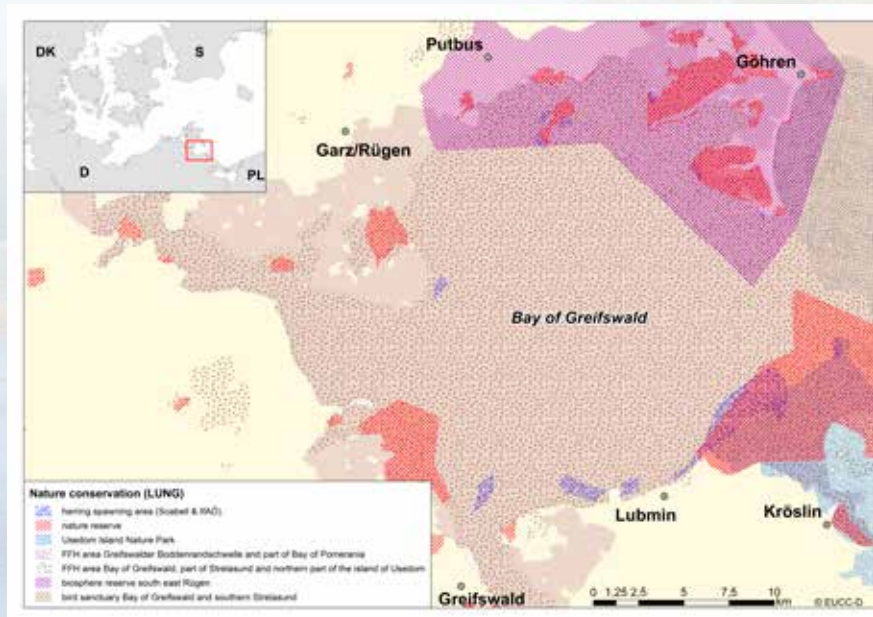 DK
S
D
PL
Putbus
Göhren
Garz/Rügen
Bay of Greifswald
Lubmin
Kröslin
Greifswald
Nature conservation (LUNG)
herring spawning area (Scabell & IfAÖ)
nature reserve
Usedom Island Nature Park
FFH area Greifswalder Boddenrandschwelle and part of Bay of Pomerania
FFH area Bay of Greifswald, part of Strelasund and northern part of the island of Usedom
biosphere reserve south east Rügen
bird sanctuary Bay of Greifswald and southern Strelasund
0 1,25 2,5 5 7,5 10
km
© EUCC-D